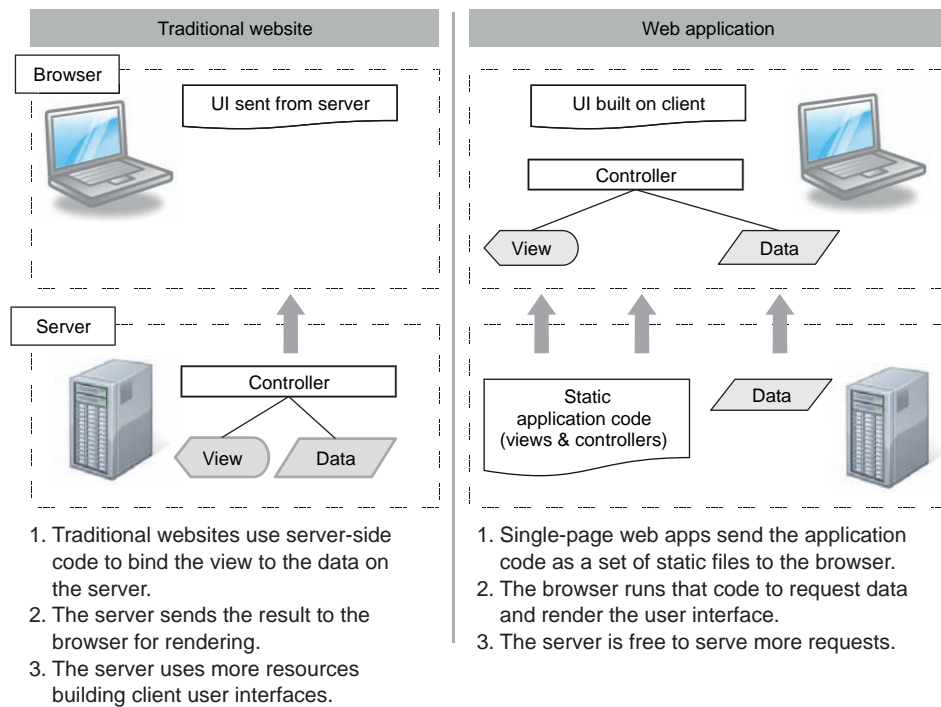 Traditional website
Browser
UI sent from server
Server
Controller
View
Data
1. Traditional websites use server-side
code to bind the view to the data on
the server.
2. The server sends the result to the
browser for rendering.
3. The server uses more resources
building client user interfaces.
Web application
UI built on client
Controller
View
Data
Static
application code
(views & controllers)
Data
1. Single-page web apps send the application
code as a set of static files to the browser.
2. The browser runs that code to request data
and render the user interface.
3. The server is free to serve more requests.